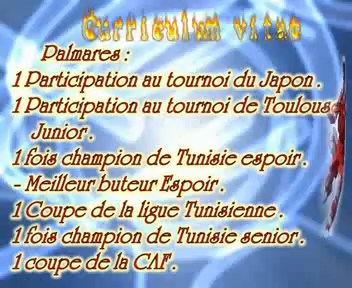 Curriculum vitae
Palmares :
1 Participation au tournoi du Japon .
1 Participation au tournoi de Toulouse
Junior .
1 fois champion de Tunisie espoir .
- Meilleur buteur Espoir .
1 Coupe de la ligue Tunisienne .
1 fois champion de Tunisie senior .
1 coupe de la CAF .